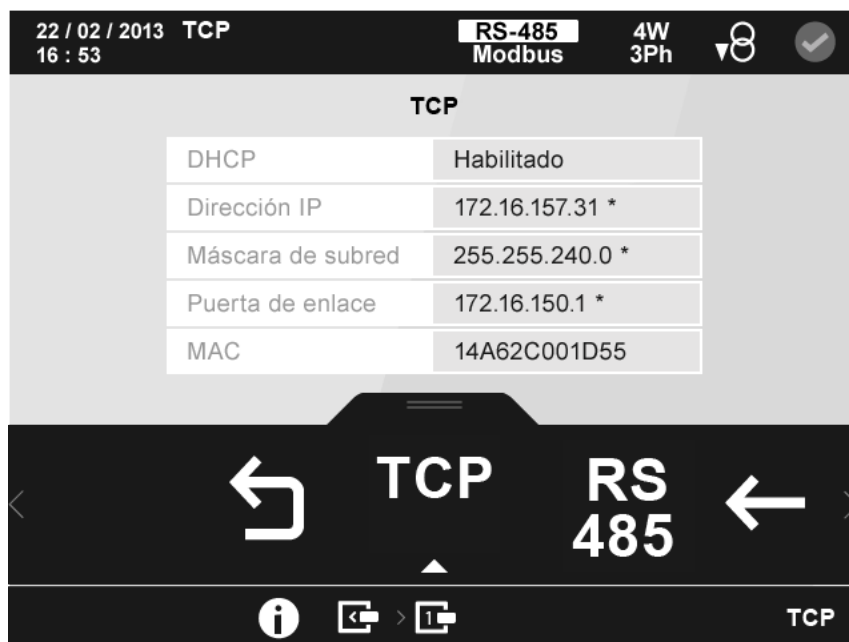 22 / 02 / 2013 TCP RS-485 4W
16 : 53 Modbus 3Ph
TCP
DHCP Habilitado
Dirección IP 172.16.157.31 *
Máscara de subred 255.255.240.0 *
Puerta de enlace 172.16.150.1 *
MAC 14A62C001D55
TCP
RS
485
i < > 1 TCP